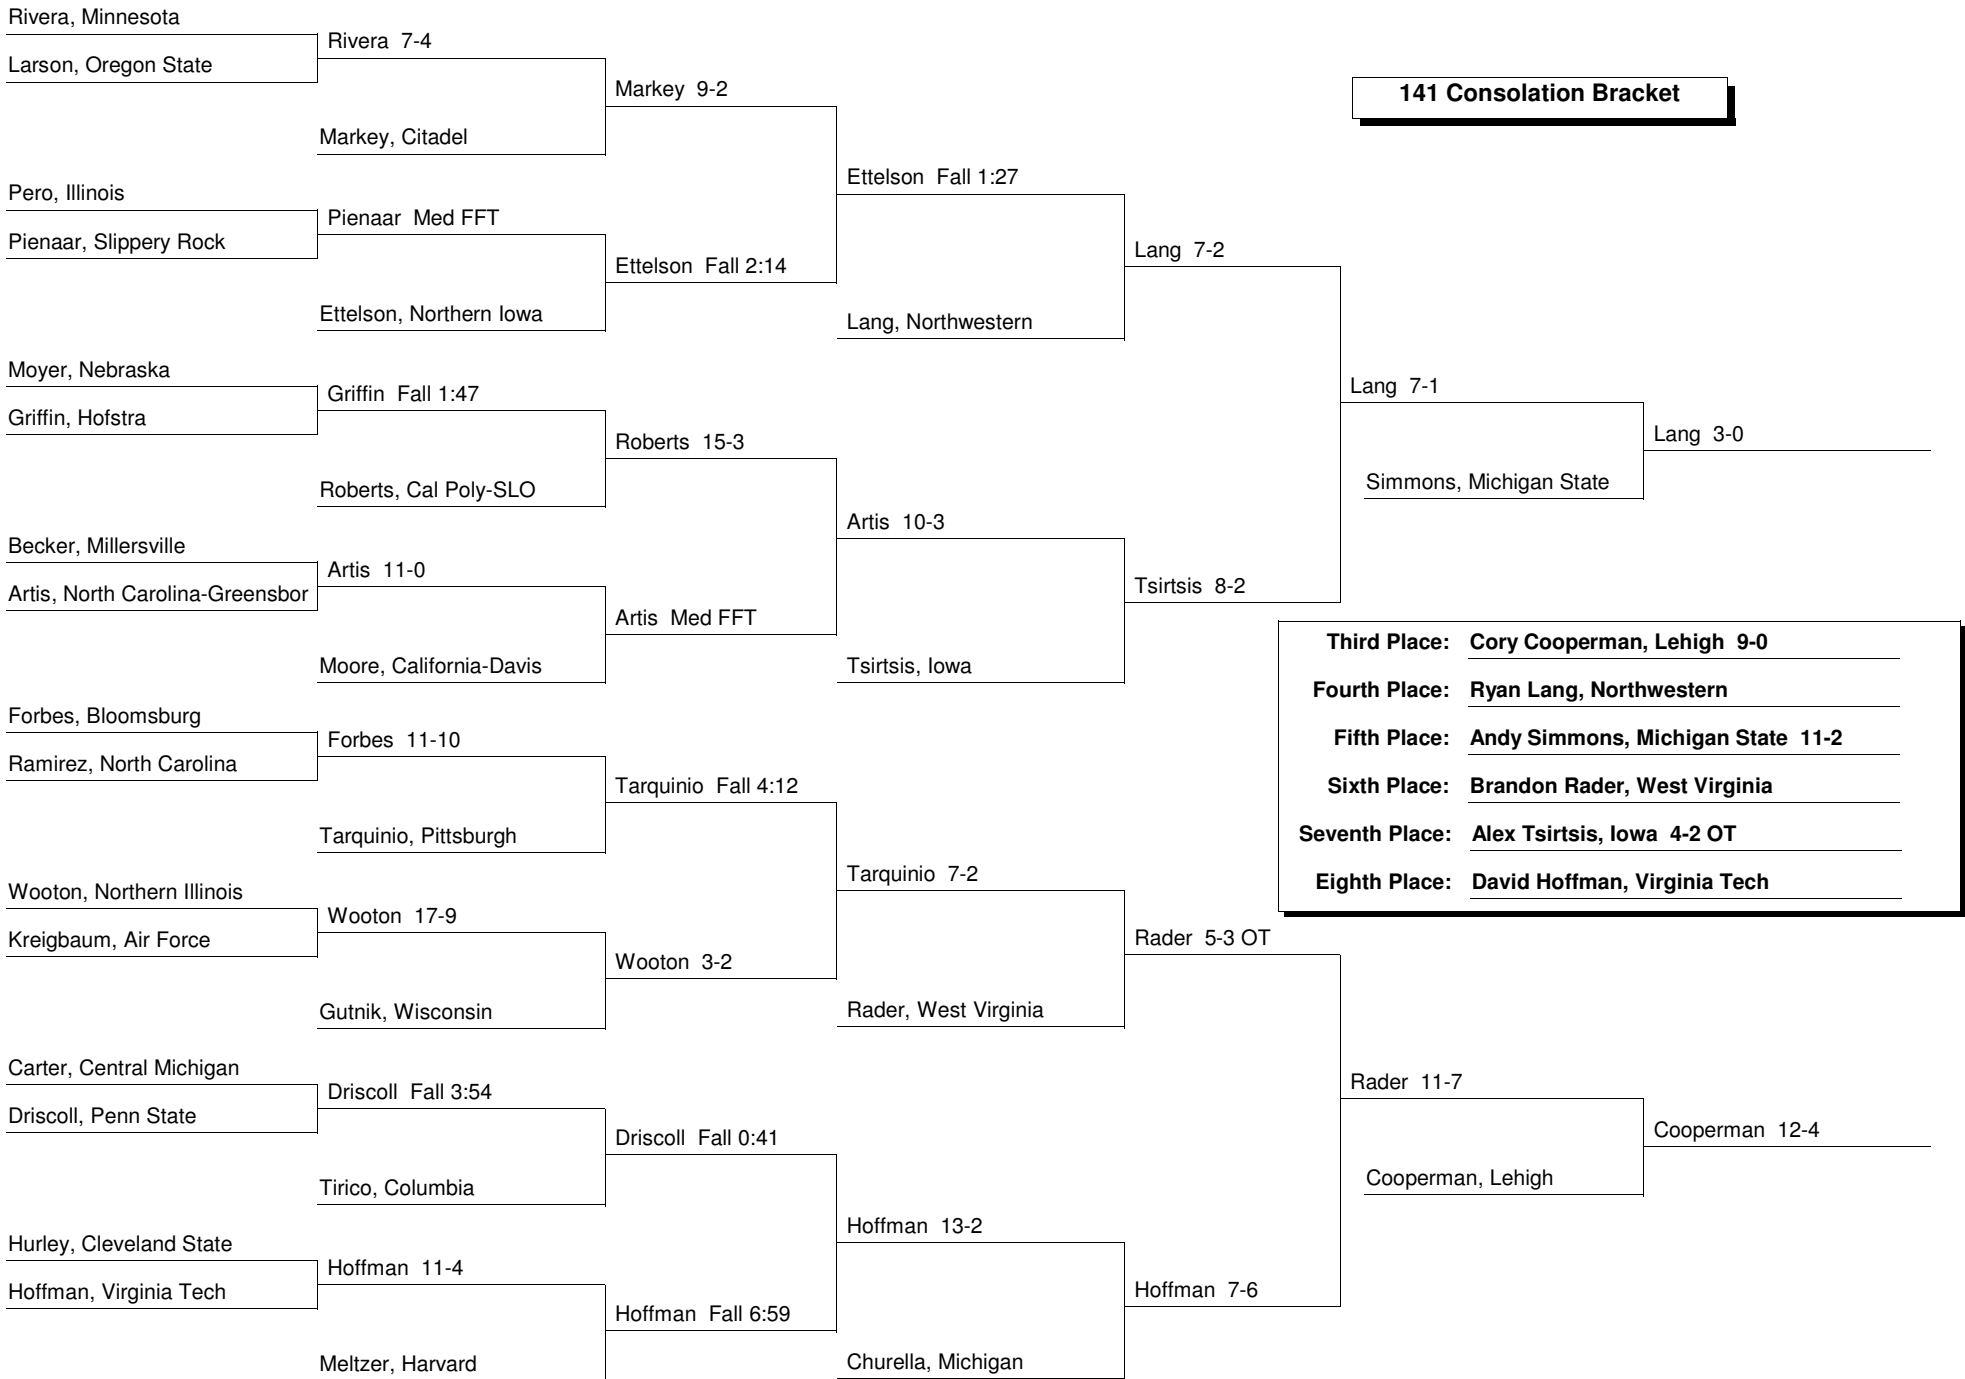 Rivera, Minnesota
Rivera 7-4
Larson, Oregon State
Markey 9-2
141 Consolation Bracket
Markey, Citadel
Ettelson Fall 1:27
Pero, Illinois
Pienaar Med FFT
Pienaar, Slippery Rock
Lang 7-2
Ettelson Fall 2:14
Ettelson, Northern Iowa
Lang, Northwestern
Moyer, Nebraska
Lang 7-1
Griffin Fall 1:47
Griffin, Hofstra
Lang 3-0
Roberts 15-3
Simmons, Michigan State
Roberts, Cal Poly-SLO
Artis 10-3
Becker, Millersville
Artis 11-0
Tsirtsis 8-2
Artis, North Carolina-Greensbor
Artis Med FFT
Third Place: Cory Cooperman, Lehigh 9-0
Moore, California-Davis
Tsirtsis, Iowa
Fourth Place: Ryan Lang, Northwestern
Forbes, Bloomsburg
Fifth Place: Andy Simmons, Michigan State 11-2
Forbes 11-10
Ramirez, North Carolina
Tarquinio Fall 4:12
Sixth Place: Brandon Rader, West Virginia
Tarquinio, Pittsburgh
Seventh Place: Alex Tsirtsis, Iowa 4-2 OT
Tarquinio 7-2
Eighth Place: David Hoffman, Virginia Tech
Wooton, Northern Illinois
Wooton 17-9
Kreigbaum, Air Force
Rader 5-3 OT
Wooton 3-2
Gutnik, Wisconsin
Rader, West Virginia
Carter, Central Michigan
Rader 11-7
Driscoll Fall 3:54
Driscoll, Penn State
Cooperman 12-4
Driscoll Fall 0:41
Cooperman, Lehigh
Tirico, Columbia
Hoffman 13-2
Hurley, Cleveland State
Hoffman 11-4
Hoffman, Virginia Tech
Hoffman 7-6
Hoffman Fall 6:59
Meltzer, Harvard
Churella, Michigan